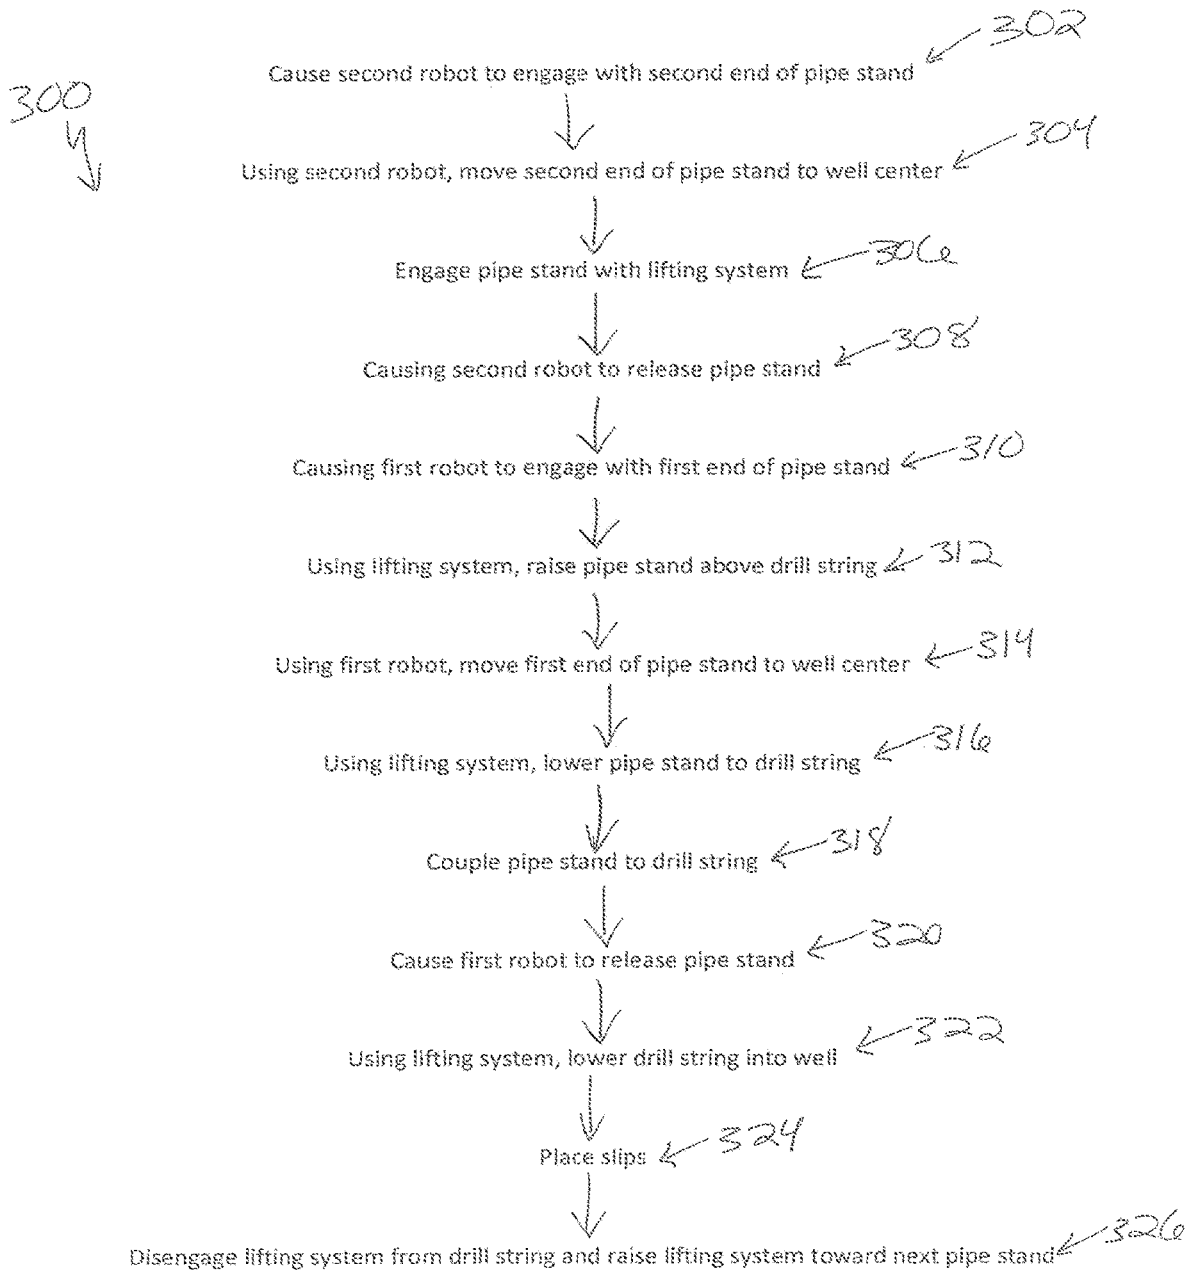 302
Cause second robot to engage with second end of pipe stand
300
304
Using second robot, move second end of pipe stand to well center
306
Engage pipe stand with lifting system
308
Causing second robot to release pipe stand
310
Causing first robot to engage with first end of pipe stand
312
Using lifting system, raise pipe stand above drill string
314
Using first robot, move first end of pipe stand to well center
316
Using lifting system, lower pipe stand to drill string
318
Couple pipe stand to drill string
320
Cause first robot to release pipe stand
322
Using lifting system, lower drill string into well
324
Place slips
326
Disengage lifting system from drill string and raise lifting system toward next pipe stand